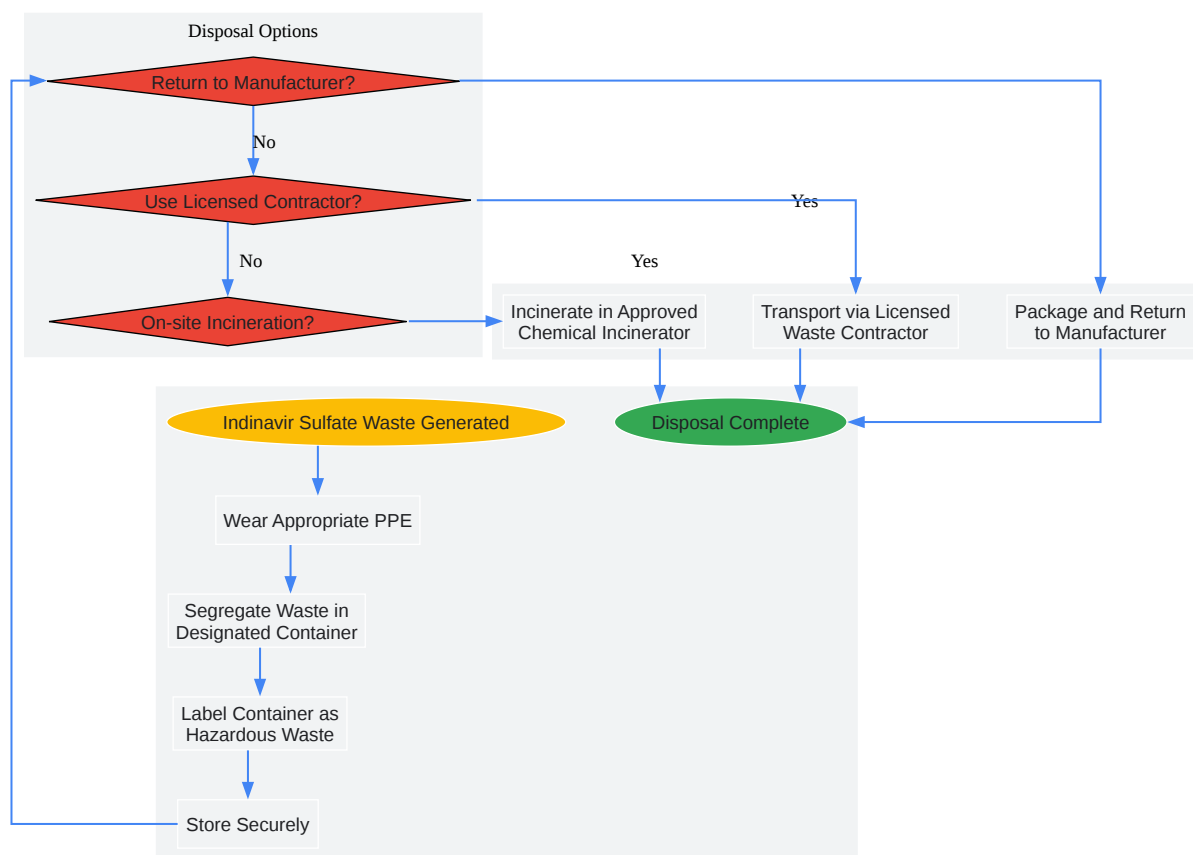 Disposal Options
Return to Manufacturer?
No
Use Licensed Contractor?
Yes
No
Yes
On-site Incineration?
Incinerate in Approved
Chemical Incinerator
Transport via Licensed
Waste Contractor
Package and Return
to Manufacturer
Indinavir Sulfate Waste Generated
Disposal Complete
Wear Appropriate PPE
Segregate Waste in
Designated Container
Label Container as
Hazardous Waste
Store Securely